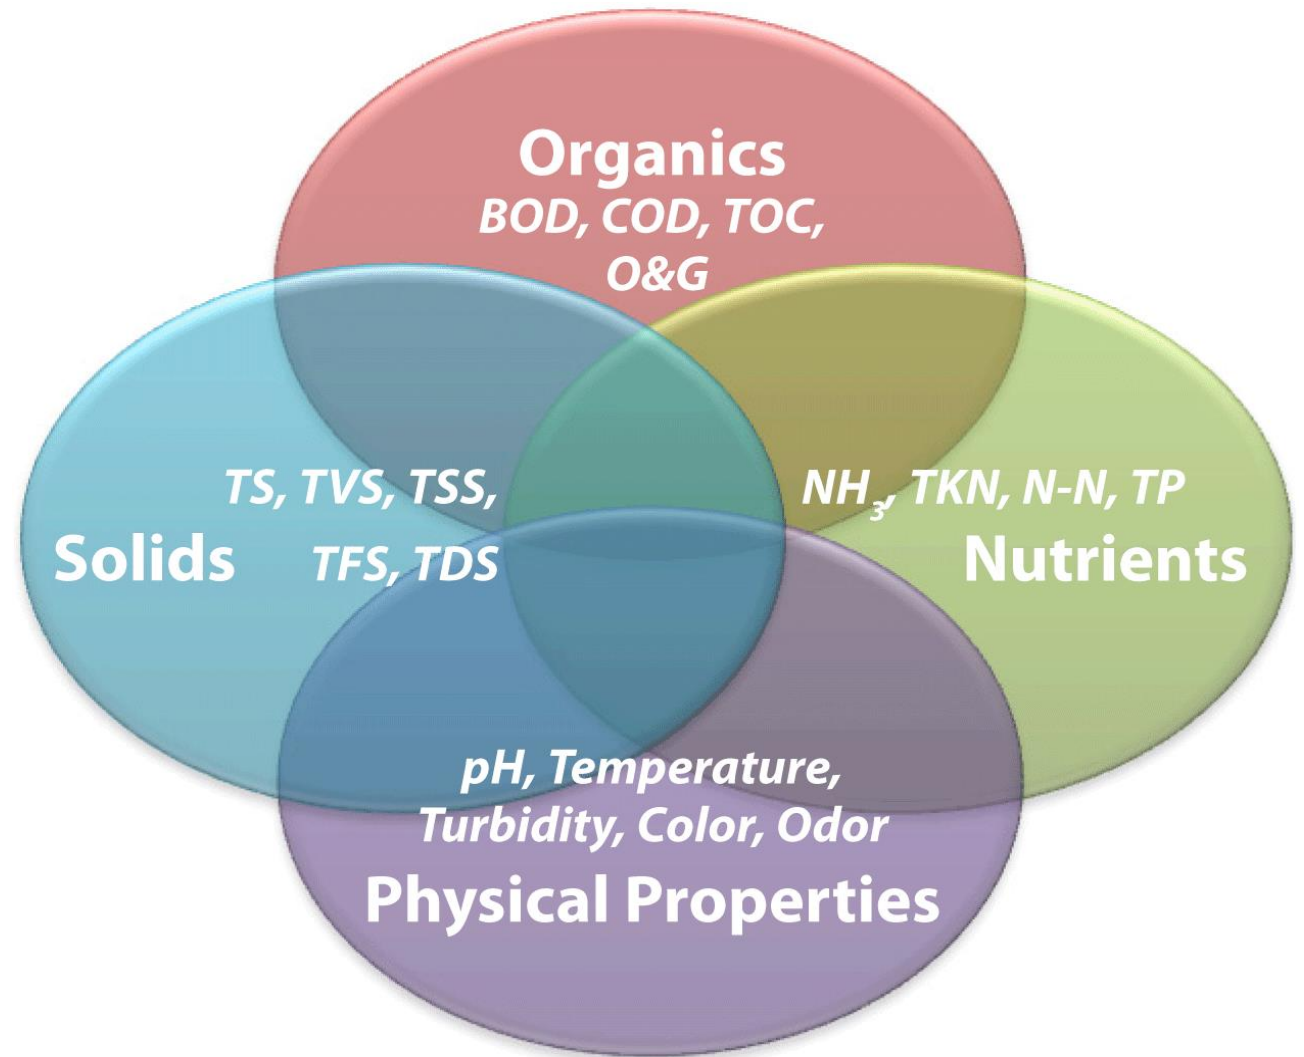 Organics
BOD, COD, TOC,
O&G
TS, TVS, TSS,
Solids TFS, TDS
NH₃, TKN, N-N, TP
Nutrients
pH, Temperature,
Turbidity, Color, Odor
Physical Properties